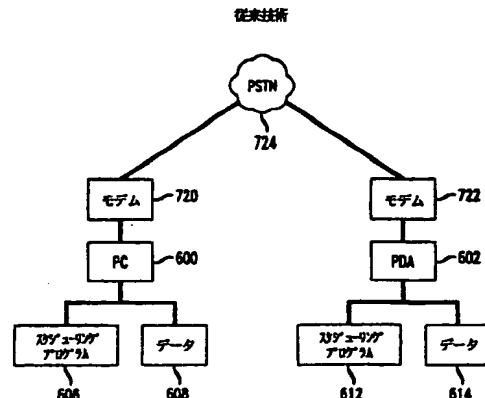 従来技術
PSTN
724
モデム
720
モデム
722
PC
600
PDA
602
スケジューリング
プログラム
データ
スケジューリング
プログラム
データ
606
608
612
614